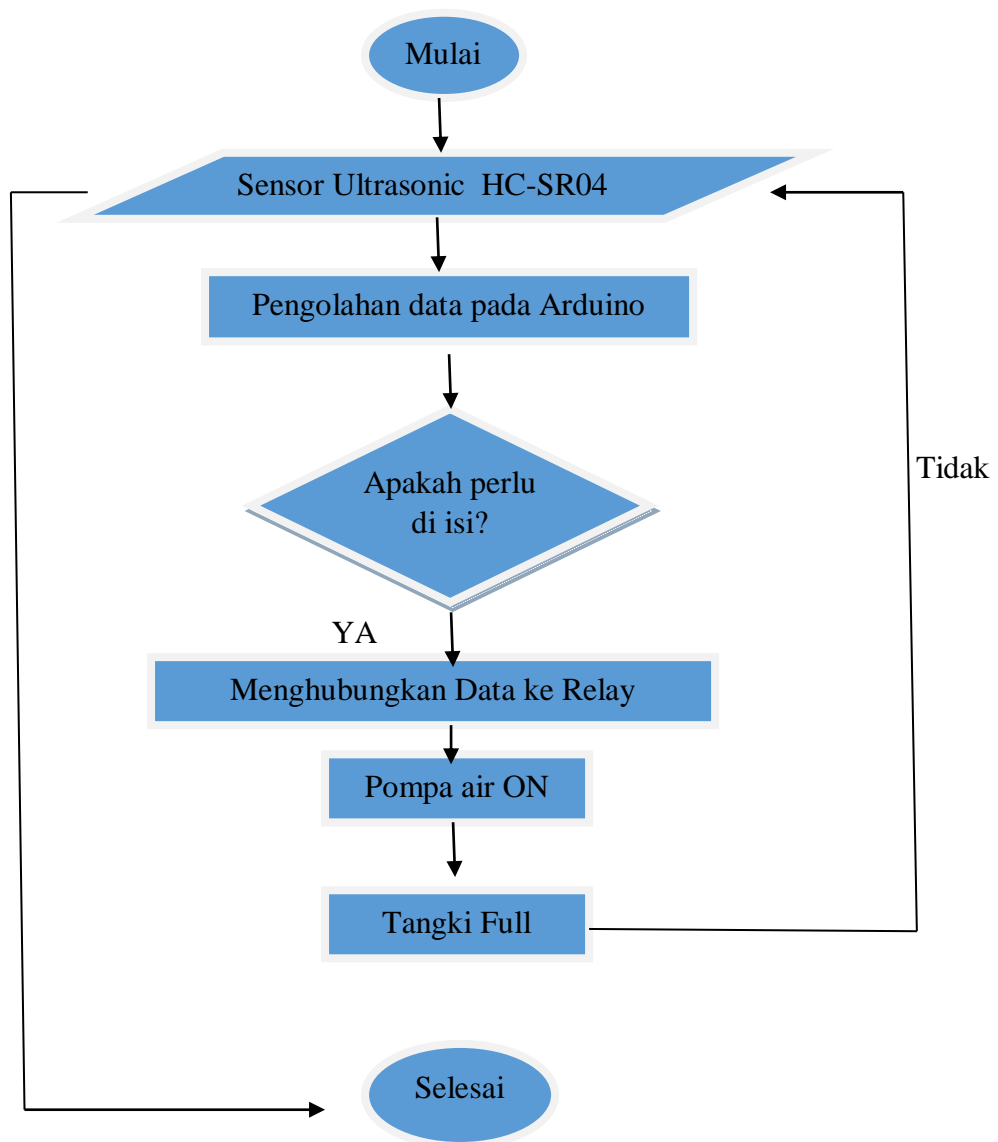 Mulai
Sensor Ultrasonic  HC-SR04
Pengolahan data pada Arduino
Apakah perlu
di isi?
Tidak
YA
Menghubungkan Data ke Relay
Pompa air ON
Tangki Full
Selesai